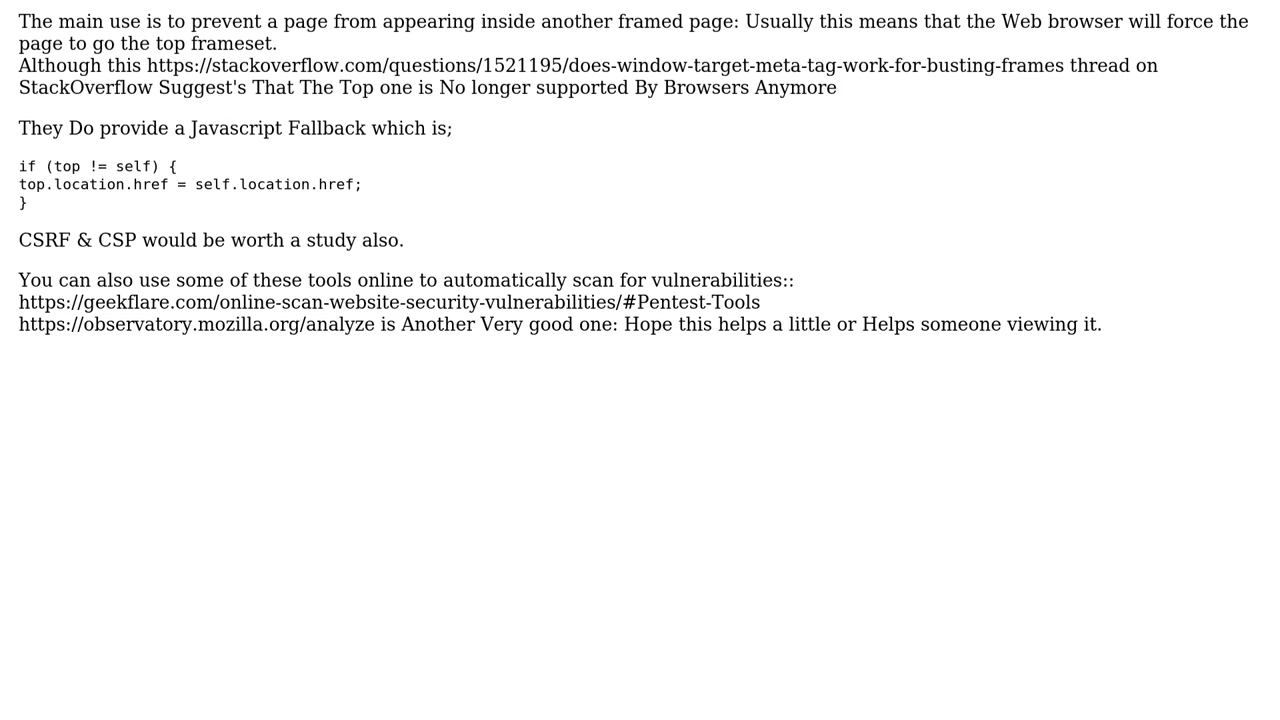 The main use is to prevent a page from appearing inside another framed page: Usually this means that the Web browser will force the
page to go the top frameset.
Although this https://stackoverflow.com/questions/1521195/does-window-target-meta-tag-work-for-busting-frames thread on
StackOverflow Suggest's That The Top one is No longer supported By Browsers Anymore
They Do provide a Javascript Fallback which is;
if (top != self) {
top.location.href = self.location.href;
}
CSRF & CSP would be worth a study also.
You can also use some of these tools online to automatically scan for vulnerabilities::
https://geekflare.com/online-scan-website-security-vulnerabilities/#Pentest-Tools
https://observatory.mozilla.org/analyze is Another Very good one: Hope this helps a little or Helps someone viewing it.